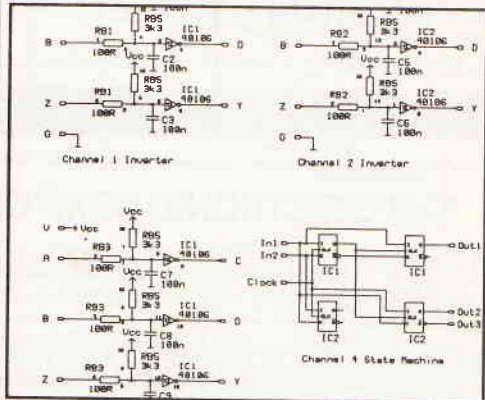 100n
RB5
3k3
RB1
IC1
40106
B
D
100R
C2
100n
Vcc
RB5
3k3
RB1
IC1
40106
Z
Y
100R
C3
100n
G
Channel 1 Inverter
100n
RB5
3k3
RB2
IC2
40106
B
D
100R
C5
100n
Vcc
RB5
3k3
RB2
IC2
40106
Z
Y
100R
C6
100n
Channel 2 Inverter
V
Vcc
Vcc
RB5
3k3
RB3
IC1
40106
A
C
100R
C7
100n
Vcc
RB5
3k3
RB3
IC1
40106
B
D
100R
C8
100n
Vcc
RB5
3k3
RB3
IC1
40106
Z
Y
100R
C9
In1
In2
Clock
IC1
IC1
Out1
IC2
IC2
Out2
Out3
Channel 4 State Machine